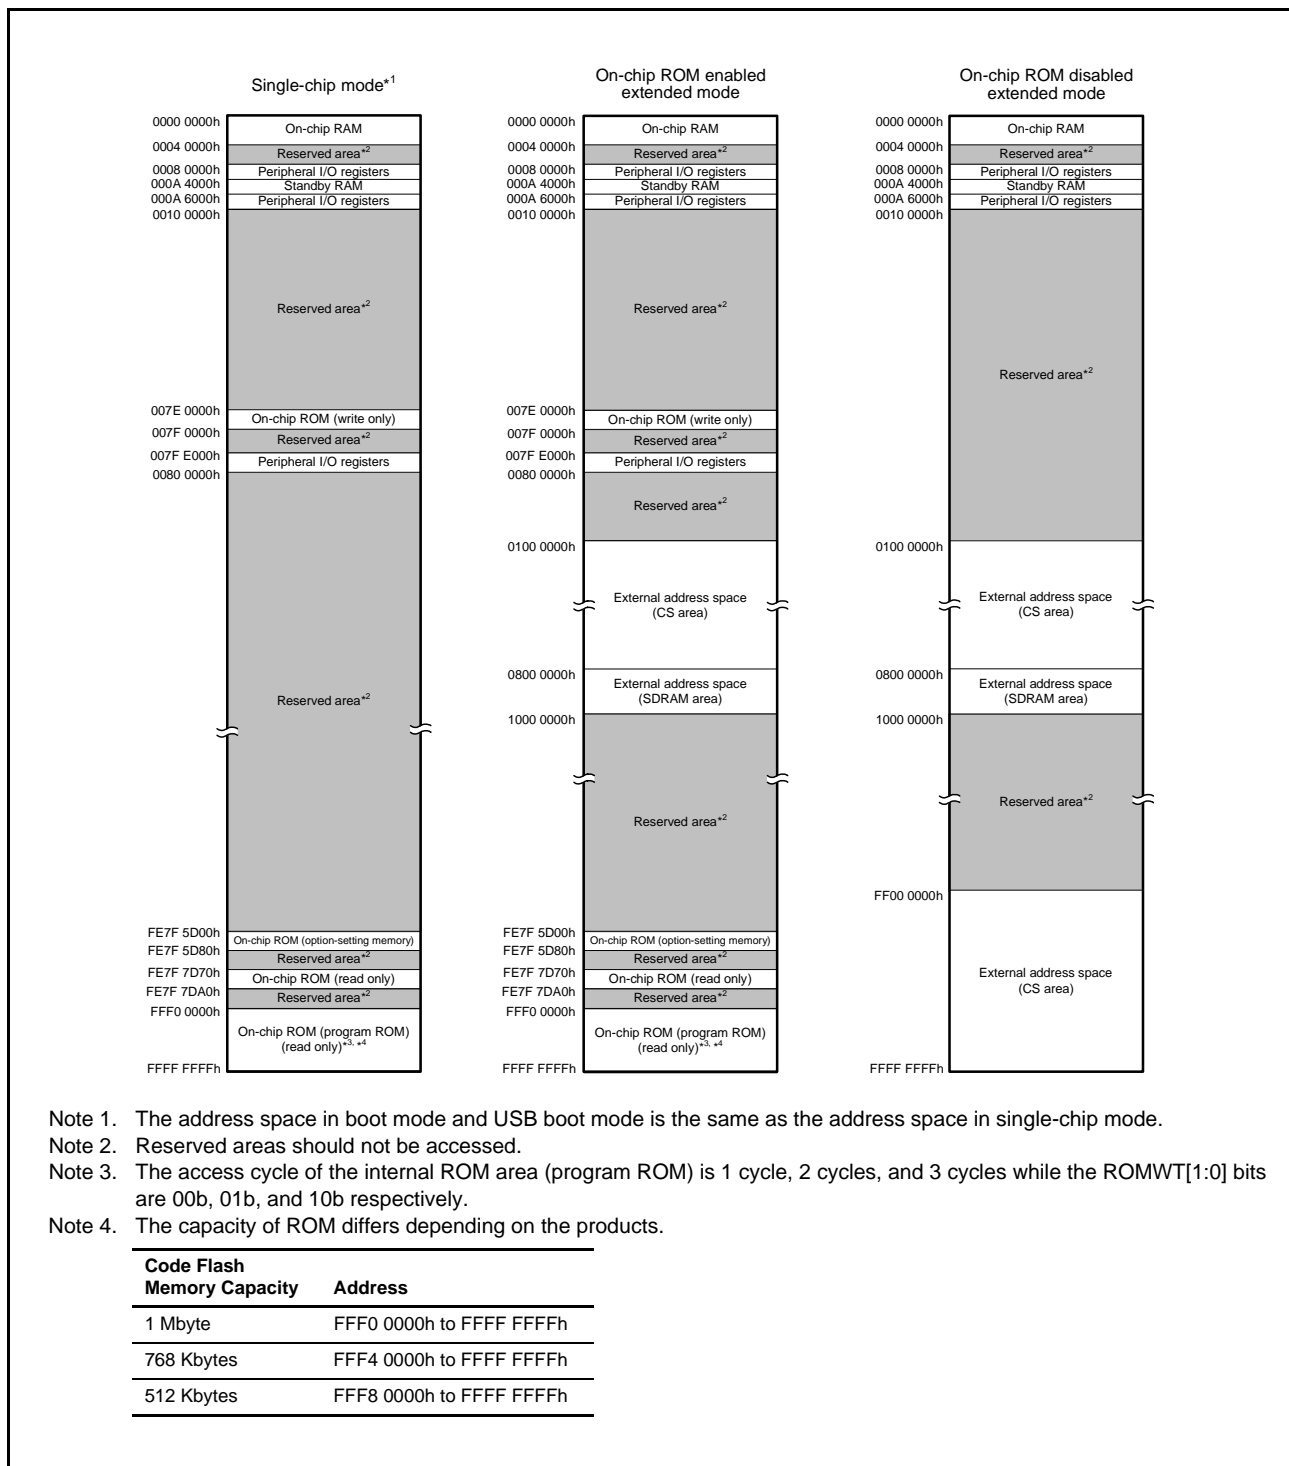 Single-chip mode*1
0000 0000h
On-chip RAM
0004 0000h
Reserved area*2
0008 0000h
Peripheral I/O registers
000A 4000h
Standby RAM
000A 6000h
Peripheral I/O registers
0010 0000h
Reserved area*2
007E 0000h
On-chip ROM (write only)
007F 0000h
Reserved area*2
007F E000h
Peripheral I/O registers
0080 0000h
Reserved area*2
FE7F 5D00h
On-chip ROM (option-setting memory)
FE7F 5D80h
Reserved area*2
FE7F 7D70h
On-chip ROM (read only)
FE7F 7DA0h
Reserved area*2
FFF0 0000h
On-chip ROM (program ROM)
(read only)*3, *4
FFFF FFFFh
On-chip ROM enabled
extended mode
0000 0000h
On-chip RAM
0004 0000h
Reserved area*2
0008 0000h
Peripheral I/O registers
000A 4000h
Standby RAM
000A 6000h
Peripheral I/O registers
0010 0000h
Reserved area*2
007E 0000h
On-chip ROM (write only)
007F 0000h
Reserved area*2
007F E000h
Peripheral I/O registers
0080 0000h
Reserved area*2
0100 0000h
External address space
(CS area)
0800 0000h
External address space
(SDRAM area)
1000 0000h
Reserved area*2
FE7F 5D00h
On-chip ROM (option-setting memory)
FE7F 5D80h
Reserved area*2
FE7F 7D70h
On-chip ROM (read only)
FE7F 7DA0h
Reserved area*2
FFF0 0000h
On-chip ROM (program ROM)
(read only)*3, *4
FFFF FFFFh
On-chip ROM disabled
extended mode
0000 0000h
On-chip RAM
0004 0000h
Reserved area*2
0008 0000h
Peripheral I/O registers
000A 4000h
Standby RAM
000A 6000h
Peripheral I/O registers
0010 0000h
Reserved area*2
0100 0000h
External address space
(CS area)
0800 0000h
External address space
(SDRAM area)
1000 0000h
Reserved area*2
FF00 0000h
External address space
(CS area)
FFFF FFFFh
Note 1. The address space in boot mode and USB boot mode is the same as the address space in single-chip mode.
Note 2. Reserved areas should not be accessed.
Note 3. The access cycle of the internal ROM area (program ROM) is 1 cycle, 2 cycles, and 3 cycles while the ROMWT[1:0] bits
are 00b, 01b, and 10b respectively.
Note 4. The capacity of ROM differs depending on the products.
Code Flash
Memory Capacity Address
1 Mbyte FFF0 0000h to FFFF FFFFh
768 Kbytes FFF4 0000h to FFFF FFFFh
512 Kbytes FFF8 0000h to FFFF FFFFh